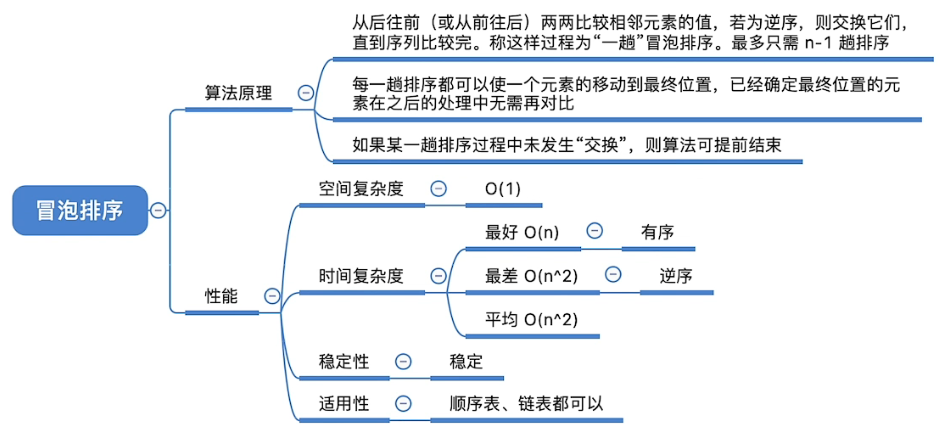 冒泡排序
算法原理
从后往前（或从前往后）两两比较相邻元素的值，若为逆序，则交换它们，
直到序列比较完。称这样过程为“一趟”冒泡排序。最多只需 n-1 趟排序
每一趟排序都可以使一个元素的移动到最终位置，已经确定最终位置的元
素在之后的处理中无需再对比
如果某一趟排序过程中未发生“交换”，则算法可提前结束
性能
空间复杂度
O(1)
时间复杂度
最好 O(n)
有序
最差 O(n^2)
逆序
平均 O(n^2)
稳定性
稳定
适用性
顺序表、链表都可以